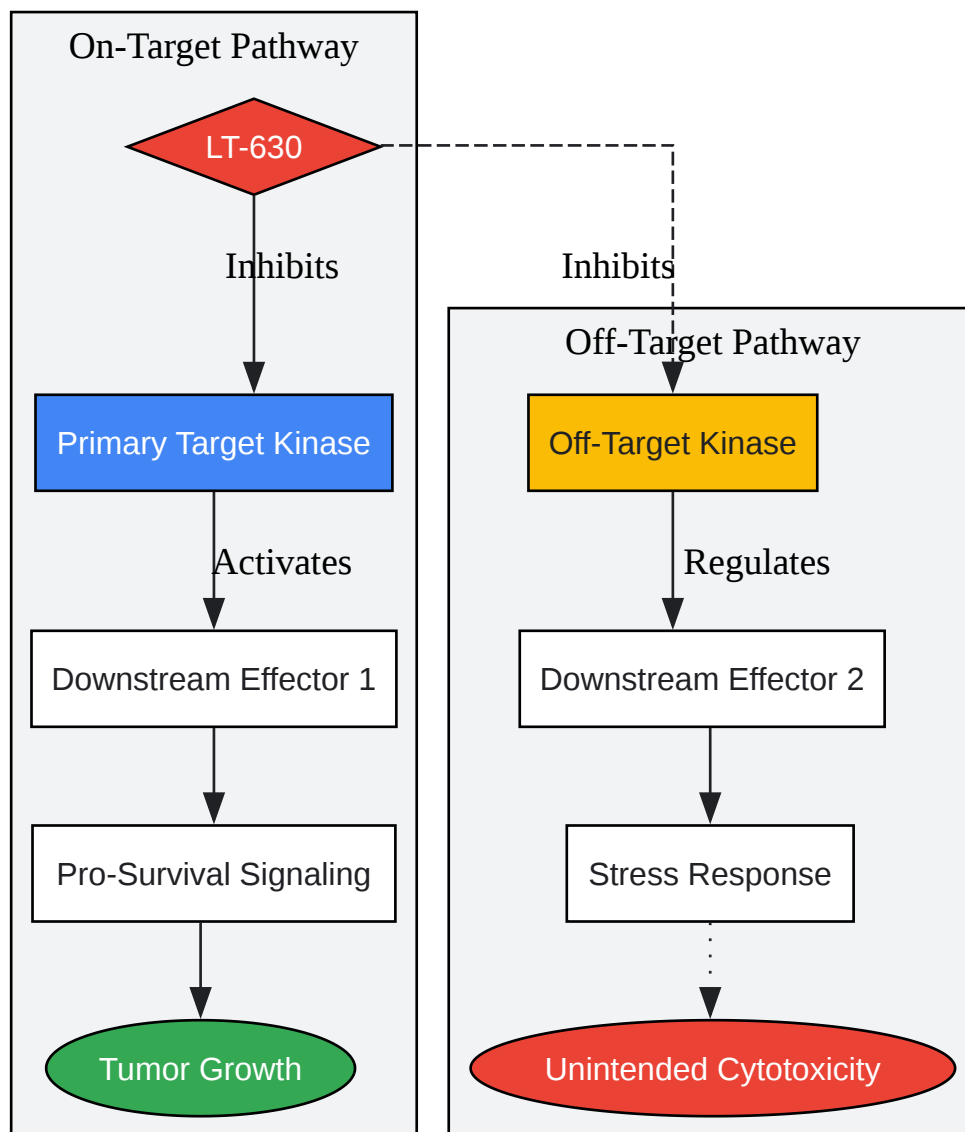 On-Target Pathway
LT-630
Inhibits
Inhibits
Off-Target Pathway
Primary Target Kinase
Off-Target Kinase
Activates
Regulates
Downstream Effector 1
Downstream Effector 2
Pro-Survival Signaling
Stress Response
Tumor Growth
Unintended Cytotoxicity